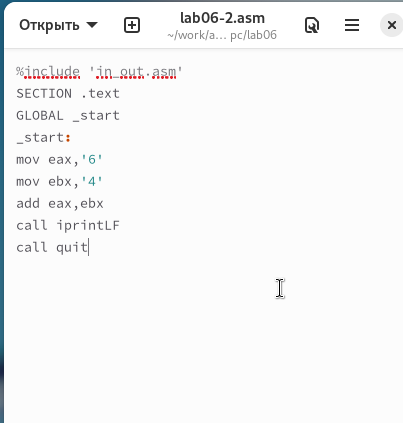 Открыть
lab06-2.asm
~/work/a… pc/lab06
%include 'in_out.asm'
SECTION .text
GLOBAL _start
_start:
mov eax,'6'
mov ebx,'4'
add eax,ebx
call iprintLF
call quit